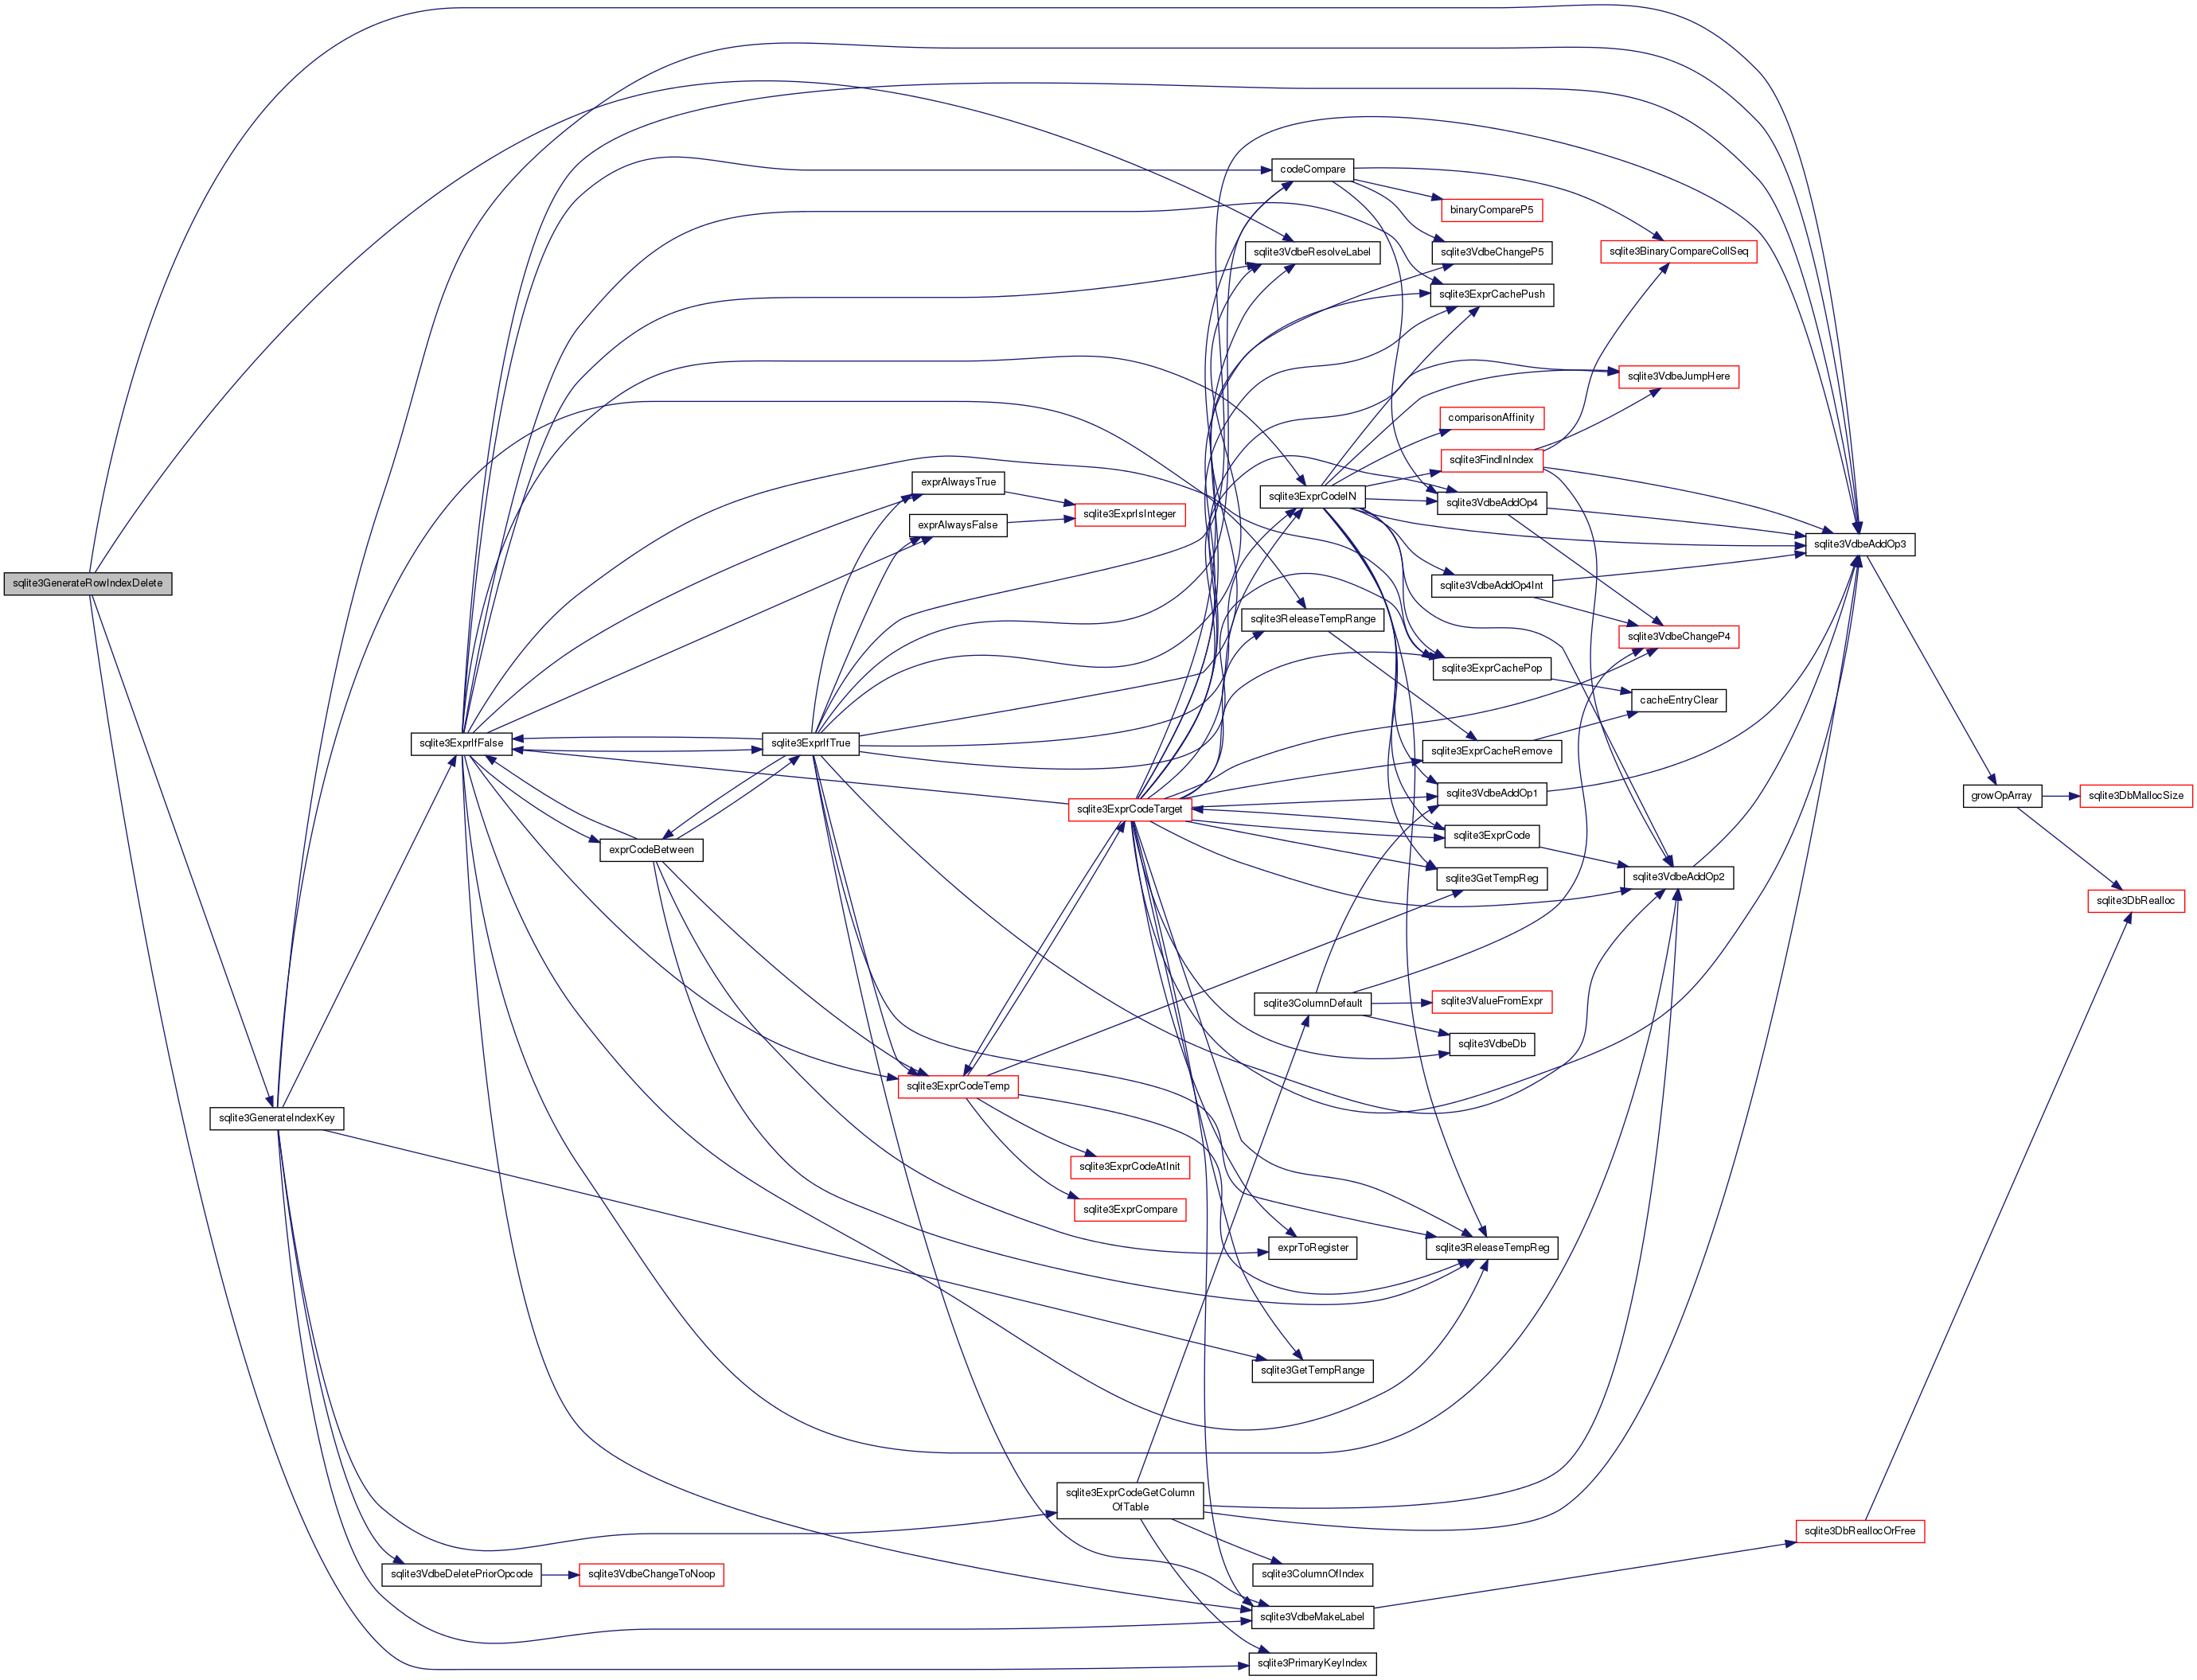 codeCompare
binaryCompareP5
sqlite3VdbeResolveLabel
sqlite3VdbeChangeP5
sqlite3BinaryCompareCollSeq
sqlite3ExprCachePush
sqlite3VdbeJumpHere
comparisonAffinity
sqlite3FindInIndex
exprAlwaysTrue
sqlite3ExprIsInteger
exprAlwaysFalse
sqlite3ExprCodeIN
sqlite3VdbeAddOp4
sqlite3VdbeAddOp3
sqlite3GenerateRowIndexDelete
sqlite3VdbeAddOp4Int
sqlite3ReleaseTempRange
sqlite3VdbeChangeP4
sqlite3ExprCachePop
cacheEntryClear
sqlite3ExprIfFalse
sqlite3ExprIfTrue
sqlite3ExprCacheRemove
sqlite3VdbeAddOp1
growOpArray
sqlite3DbMallocSize
sqlite3ExprCodeTarget
sqlite3ExprCode
exprCodeBetween
sqlite3GetTempReg
sqlite3VdbeAddOp2
sqlite3DbRealloc
sqlite3ColumnDefault
sqlite3ValueFromExpr
sqlite3VdbeDb
sqlite3ExprCodeTemp
sqlite3GenerateIndexKey
sqlite3ExprCodeAtInit
sqlite3ExprCompare
exprToRegister
sqlite3ReleaseTempReg
sqlite3GetTempRange
sqlite3ExprCodeGetColumn
OfTable
sqlite3DbReallocOrFree
sqlite3VdbeDeletePriorOpcode
sqlite3VdbeChangeToNoop
sqlite3ColumnOfIndex
sqlite3VdbeMakeLabel
sqlite3PrimaryKeyIndex